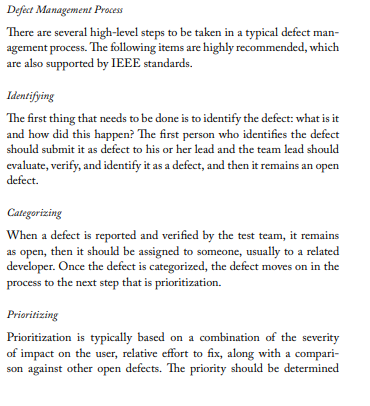 Defect Management Process
There are several high-level steps to be taken in a typical defect man-
agement process. The following items are highly recommended, which
are also supported by IEEE standards.
Identifying
The first thing that needs to be done is to identify the defect: what is it
and how did this happen? The first person who identifies the defect
should submit it as defect to his or her lead and the team lead should
evaluate, verify, and identify it as a defect, and then it remains an open
defect.
Categorizing
When a defect is reported and verified by the test team, it remains
as open, then it should be assigned to someone, usually to a related
developer. Once the defect is categorized, the defect moves on in the
process to the next step that is prioritization.
Prioritizing
Prioritization is typically based on a combination of the severity
of impact on the user, relative effort to fix, along with a compari-
son against other open defects. The priority should be determined